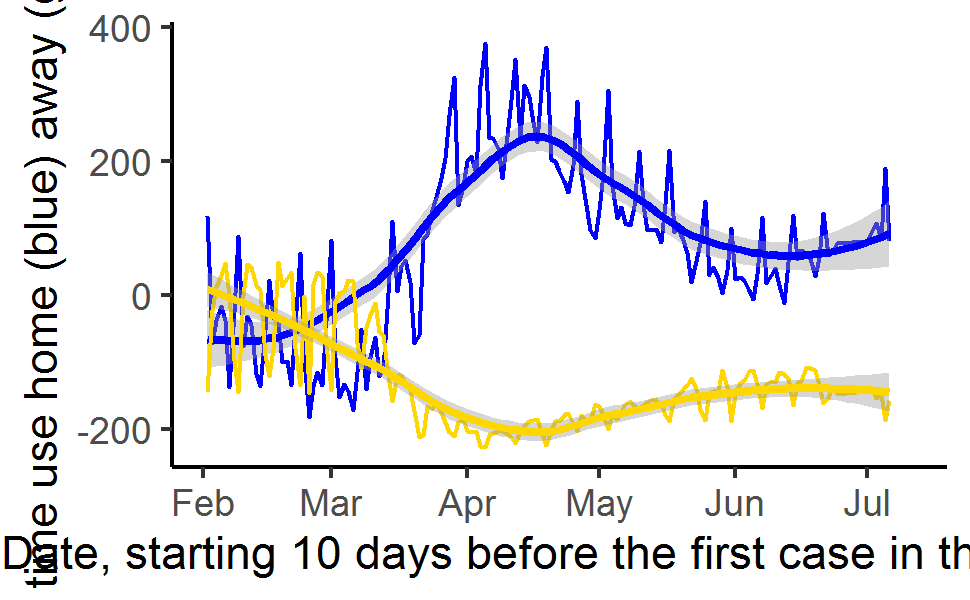 time use home (blue) away (g
400
200
0
-200
Feb Mar Apr May Jun Jul
Date, starting 10 days before the first case in th